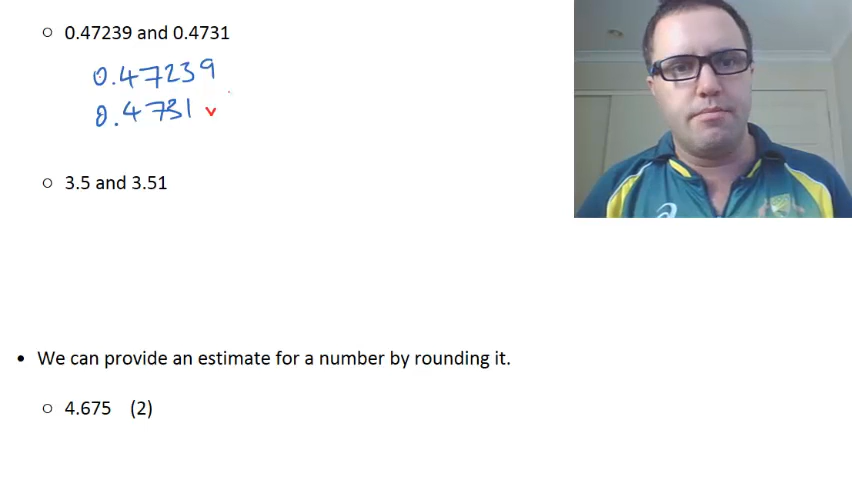 0.47239 and 0.4731
0.47239
0.4731
3.5 and 3.51
We can provide an estimate for a number by rounding it.
4.675 (2)